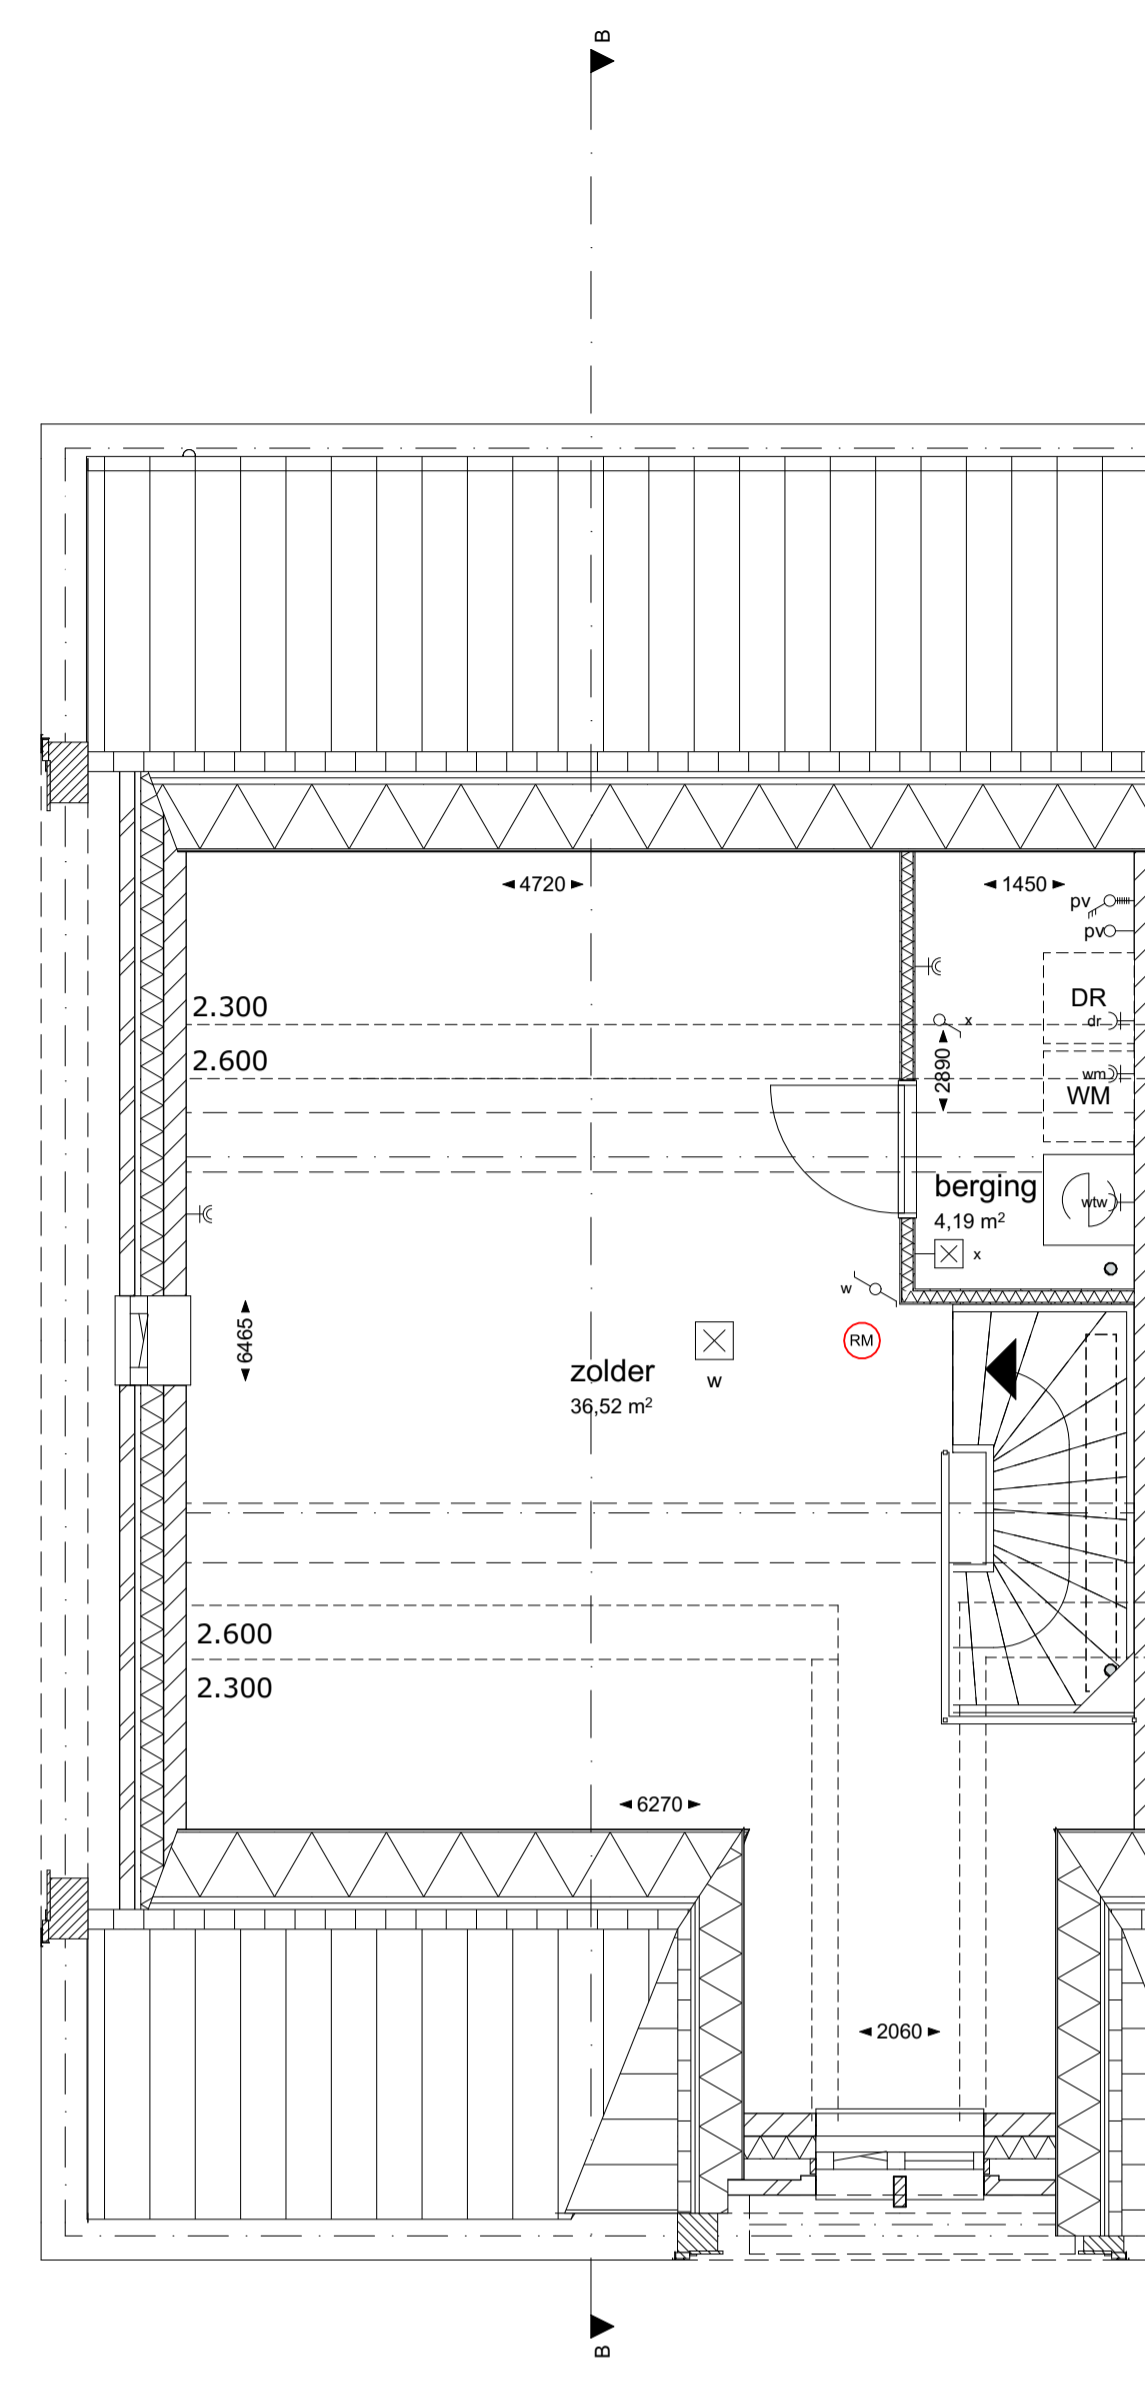 B
4720
1450
pv
pv
2.300
DR
dr
x
2.600
2890
wm
WM
berging
4,19 m²
wtw
x
w
6465
RM
zolder
36,52 m²
w
2.600
2.300
6270
2060
B